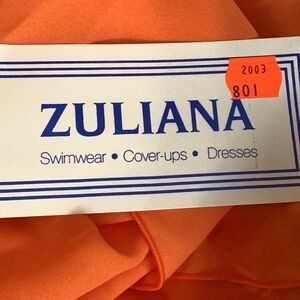 2003
801
ZULIANA
Swimwear • Cover-ups • Dresses